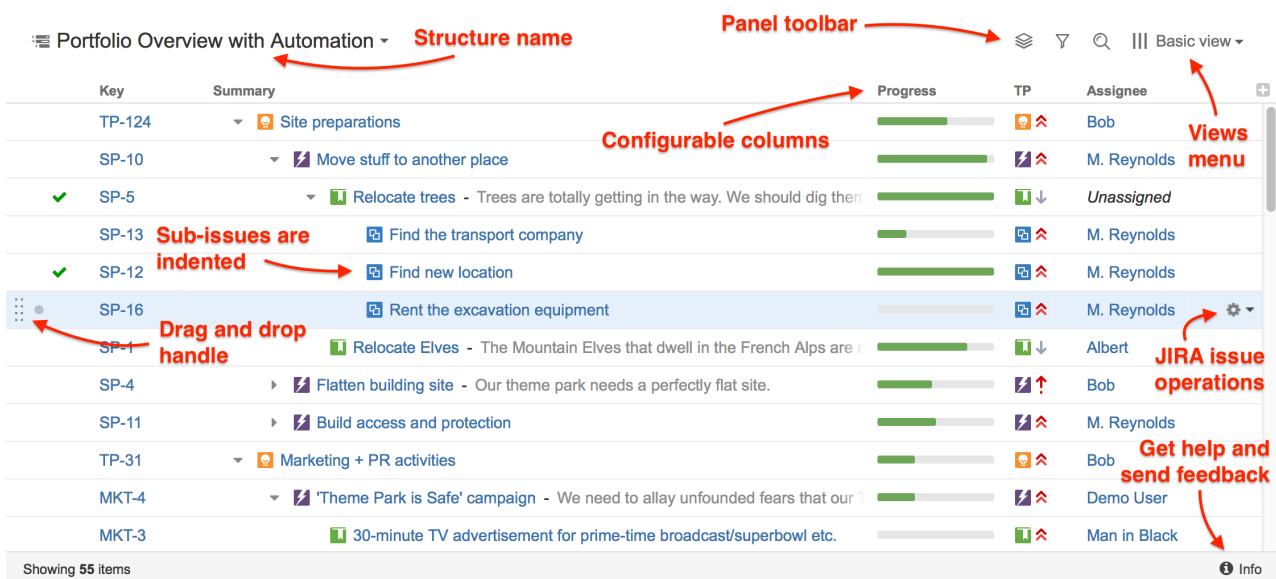 Portfolio Overview with Automation
Structure name
Panel toolbar
Basic view
Key Summary Progress TP Assignee
TP-124 Site preparations Bob
Configurable columns
Views
menu
SP-10 Move stuff to another place M. Reynolds
SP-5 Relocate trees - Trees are totally getting in the way. We should dig them Unassigned
SP-13 Find the transport company M. Reynolds
Sub-issues are
indented
SP-12 Find new location M. Reynolds
SP-16 Rent the excavation equipment M. Reynolds
Drag and drop
handle
SP-1 Relocate Elves - The Mountain Elves that dwell in the French Alps are Albert
JIRA issue
operations
SP-4 Flatten building site - Our theme park needs a perfectly flat site. Bob
SP-11 Build access and protection M. Reynolds
TP-31 Marketing + PR activities Bob
Get help and
send feedback
MKT-4 'Theme Park is Safe' campaign - We need to allay unfounded fears that our Demo User
MKT-3 30-minute TV advertisement for prime-time broadcast/superbowl etc. Man in Black
Showing 55 items
Info